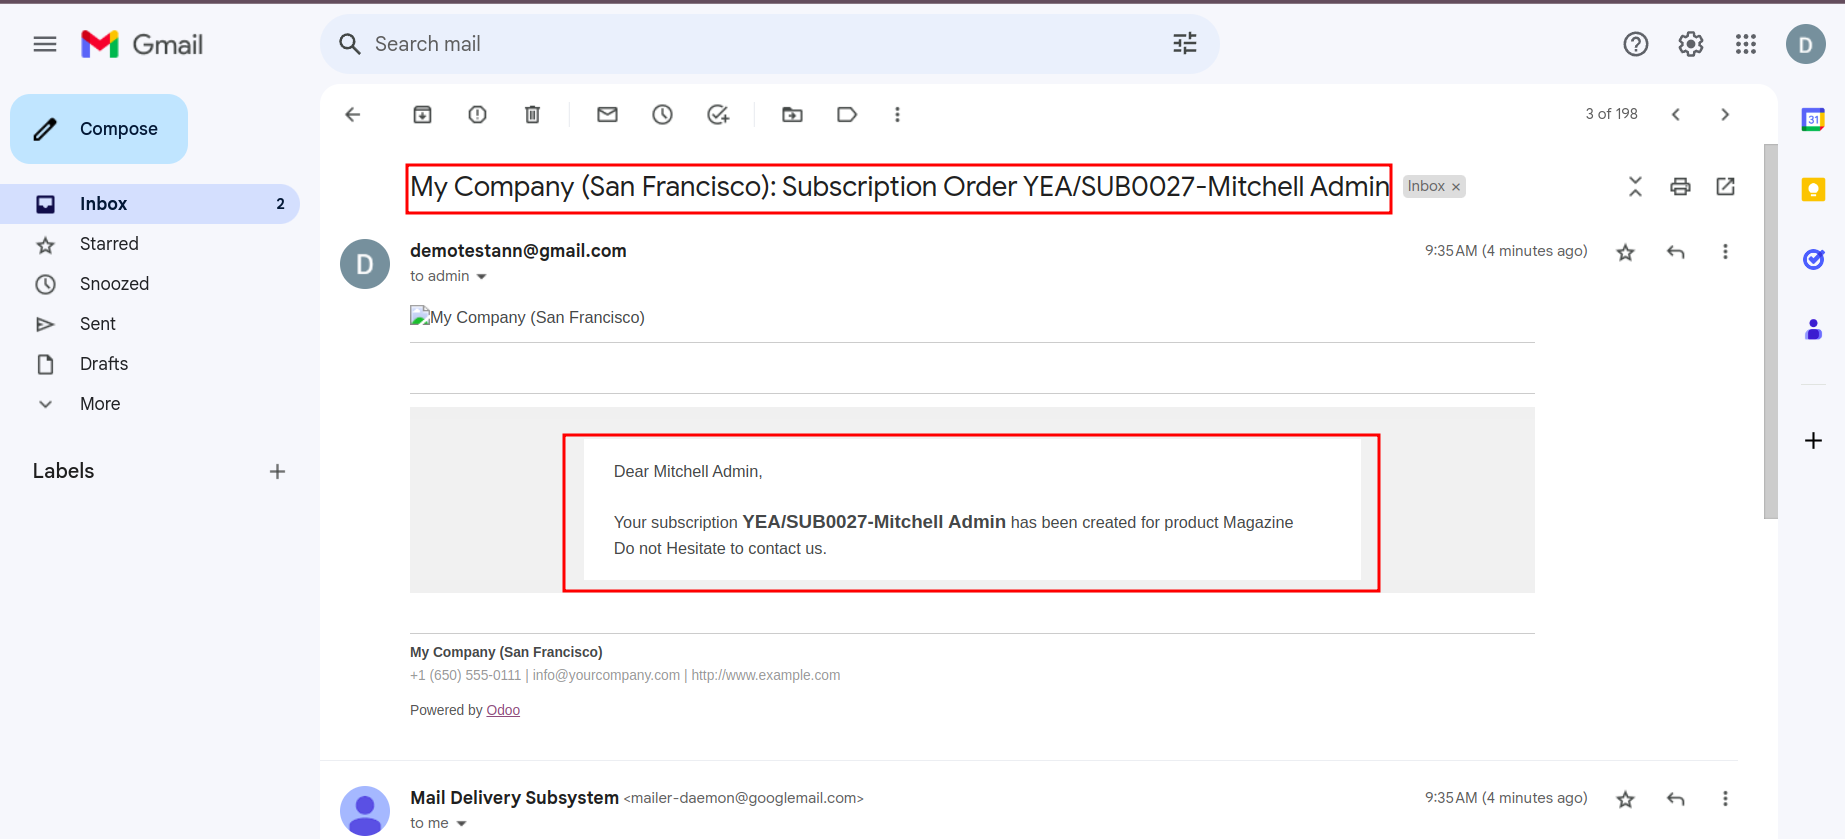 Gmail
Search mail
D
Compose
Inbox 2
Starred
Snoozed
Sent
Drafts
More
Labels
3 of 198
31
My Company (San Francisco): Subscription Order YEA/SUB0027-Mitchell Admin
Inbox ×
D
demotestann@gmail.com
9:35 AM (4 minutes ago)
to admin
My Company (San Francisco)
Dear Mitchell Admin,
Your subscription YEA/SUB0027-Mitchell Admin has been created for product Magazine
Do not Hesitate to contact us.
My Company (San Francisco)
+1 (650) 555-0111 | info@yourcompany.com | http://www.example.com
Powered by Odoo
Mail Delivery Subsystem <mailer-daemon@googlemail.com>
9:35 AM (4 minutes ago)
to me